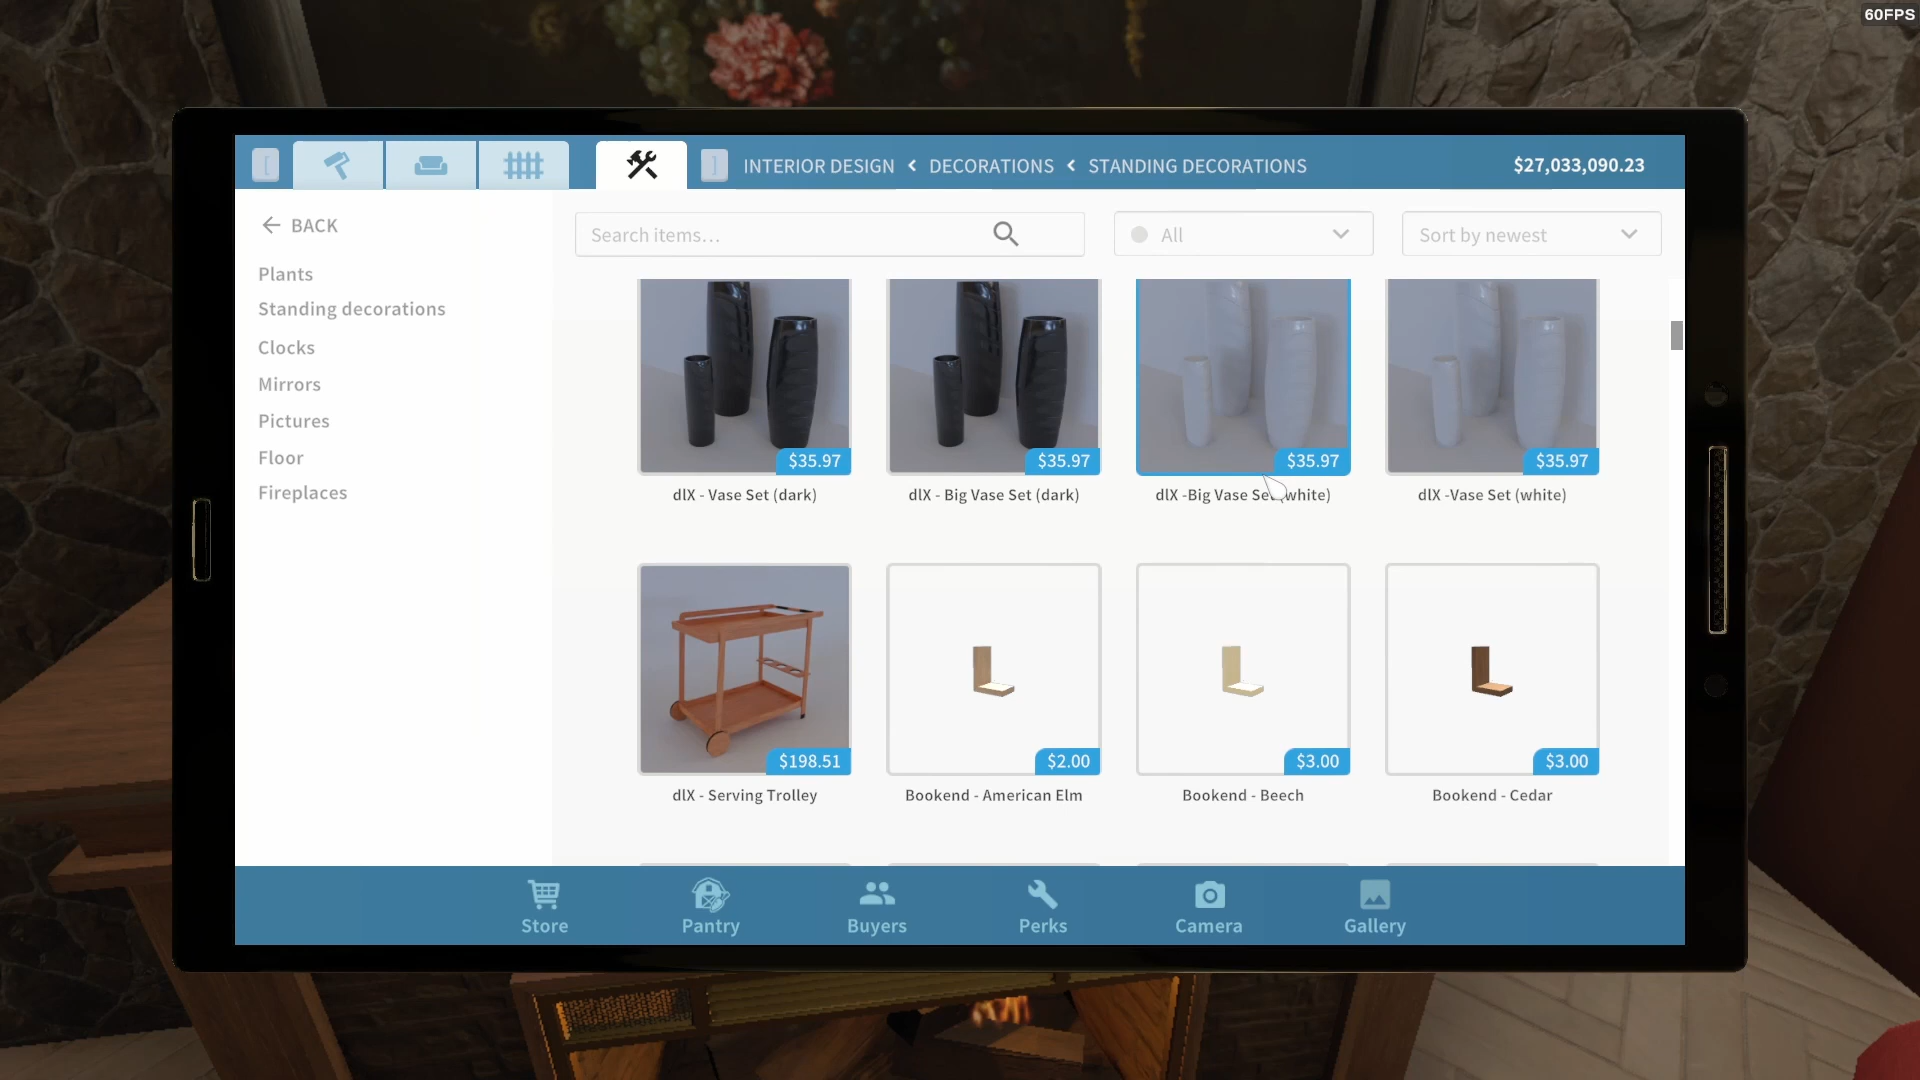 60FPS
[
]
INTERIOR DESIGN < DECORATIONS < STANDING DECORATIONS
$27,033,090.23
BACK
Search items...
All
Sort by newest
Plants
Standing decorations
Clocks
Mirrors
Pictures
Floor
Fireplaces
$35.97
$35.97
$35.97
$35.97
dlX - Vase Set (dark)
dlX - Big Vase Set (dark)
dlX -Big Vase Set (white)
dlX -Vase Set (white)
$198.51
$2.00
$3.00
$3.00
dlX - Serving Trolley
Bookend - American Elm
Bookend - Beech
Bookend - Cedar
Store
Pantry
Buyers
Perks
Camera
Gallery